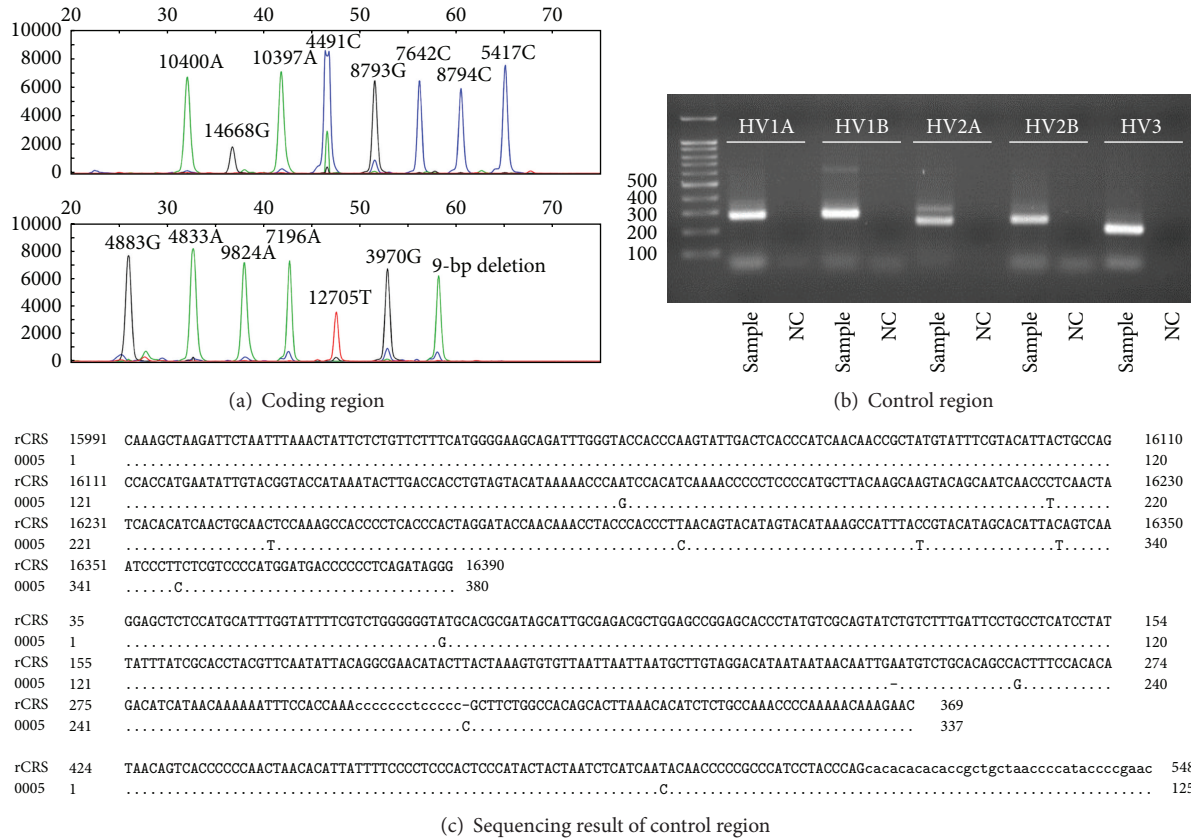 20 30 40 50 60 70
10000
8000
6000
4000
2000
0
10400A
14668G
10397A
4491C
8793G
7642C
8794C
5417C
20 30 40 50 60 70
10000
8000
6000
4000
2000
0
4883G
4833A
9824A
7196A
12705T
3970G
9-bp deletion
(a) Coding region
HV1A HV1B HV2A HV2B HV3
500
400
300
200
100
Sample NC Sample NC Sample NC Sample NC Sample NC
(b) Control region
rCRS 15991 CAAAGCTAAGATTCTAATTTAAACTATTCTCTGTTCTTTCATGGGGAAGCAGATTTGGGTACCACCCAAGTATTGACTCACCCATCAACAACCGCTATGTATTTCGTACATTACTGCCAG 16110
0005 1 ........................................................................................................................ 120
rCRS 16111 CCACCATGAATATTGTACGGTACCATAAATACTTGACCACCTGTAGTACATAAAAACCCAATCCACATCAAAACCCCCTCCCCATGCTTACAAGCAAGTACAGCAATCAACCCTCAACTA 16230
0005 121 ............................................................G...................................................T....... 220
rCRS 16231 TCACACATCAACTGCAACTCCAAAGCCACCCCTCACCCACTAGGATACCAACAAACCTACCCACCCTTAACAGTACATAGTACATAAAGCCATTTACCGTACATAGCACATTACAGTCAA 16350
0005 221 .................T.................................................C............................T................T...... 340
rCRS 16351 ATCCCTTCTCGTCCCCATGGATGACCCCCCTCAGATAGGG 16390
0005 341 ......C................................. 380
rCRS 35 GGAGCTCTCCATGCATTTGGTATTTTCGTCTGGGGGGTATGCACGCGATAGCATTGCGAGACGCTGGAGCCGGAGCACCCTATGTCGCAGTATCTGTCTTTGATTCCTGCCTCATCCTAT 154
0005 1 ......................................G................................................................................. 120
rCRS 155 TATTTATCGCACCTACGTTCAATATTACAGGCGAACATACTTACTAAAGTGTGTTAATTAATTAATGCTTGTAGGACATAATAATAACAATTGAATGTCTGCACAGCCACTTTCCACACA 274
0005 121 .............................................................................................-..............G........... 240
rCRS 275 GACATCATAACAAAAAATTTCCACCAAAccccccctccccc-GCTTCTGGCCACAGCACTTAAACACATCTCTGCCAAACCCCAAAAACAAAGAAC 369
0005 241 .........................................C...................................................... 337
rCRS 424 TAACAGTCACCCCCCAACTAACACATTATTTTCCCCTCCCACTCCCATACTACTAATCTCATCAATACAACCCCCGCCCATCCTACCCAGcacacacacaccgctgctaaccccataccccgaac 548
0005 1 .................................................................C........................................................... 125
(c) Sequencing result of control region